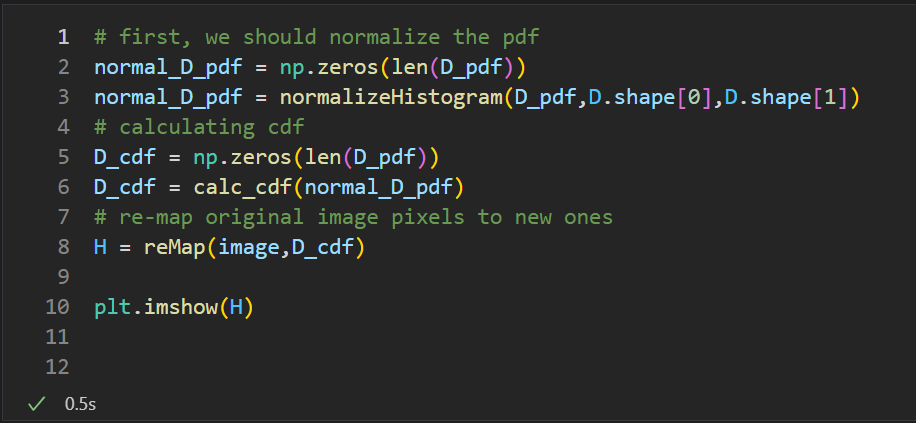 1 # first, we should normalize the pdf
2 normal_D_pdf = np.zeros(len(D_pdf))
3 normal_D_pdf = normalizeHistogram(D_pdf,D.shape[0],D.shape[1])
4 # calculating cdf
5 D_cdf = np.zeros(len(D_pdf))
6 D_cdf = calc_cdf(normal_D_pdf)
7 # re-map original image pixels to new ones
8 H = reMap(image,D_cdf)
9
10 plt.imshow(H)
11
12
✓ 0.5s